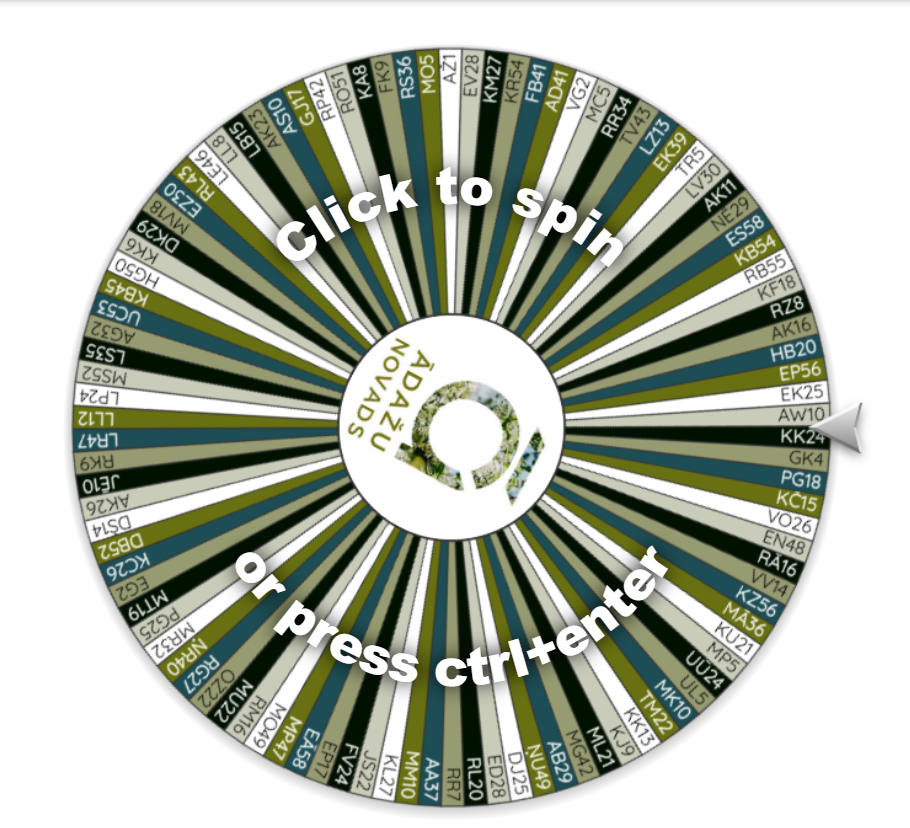 AŽ1
EV28
KM27
KR54
FB41
AD41
VG2
MC5
RR34
TV43
LZ13
EK39
TR5
LV30
AK11
NE29
ES58
KB54
RB55
KF18
RZ8
AK16
HB20
EP56
EK25
AW10
KK24
GK4
PG18
KČ15
VO26
EN48
RĀ16
VV14
KZ56
MĀ36
KU21
MP5
UŪ24
UL5
MK10
TM22
KK13
KJ9
ML21
MG42
AB29
NU49
DJ25
ED28
RL20
RR7
AA37
MM10
KL27
JS22
FV24
EP17
EĀ58
MP47
MO49
RM16
MU22
OZ22
RG27
NR40
MR32
PG25
MT19
EG2
KC26
DB52
DS14
AK26
JĒ10
RK9
LR47
LL12
LP24
MS52
LS35
AG32
UC53
KB45
HG50
KK6
DK29
MV18
EZ30
RL43
LE46
LL8
LB15
AK23
AS10
GJ17
RP42
RO51
KA8
FK9
RS36
MO5
Click to spin
ĀDAŽU
NOVADS
or press ctrl+enter